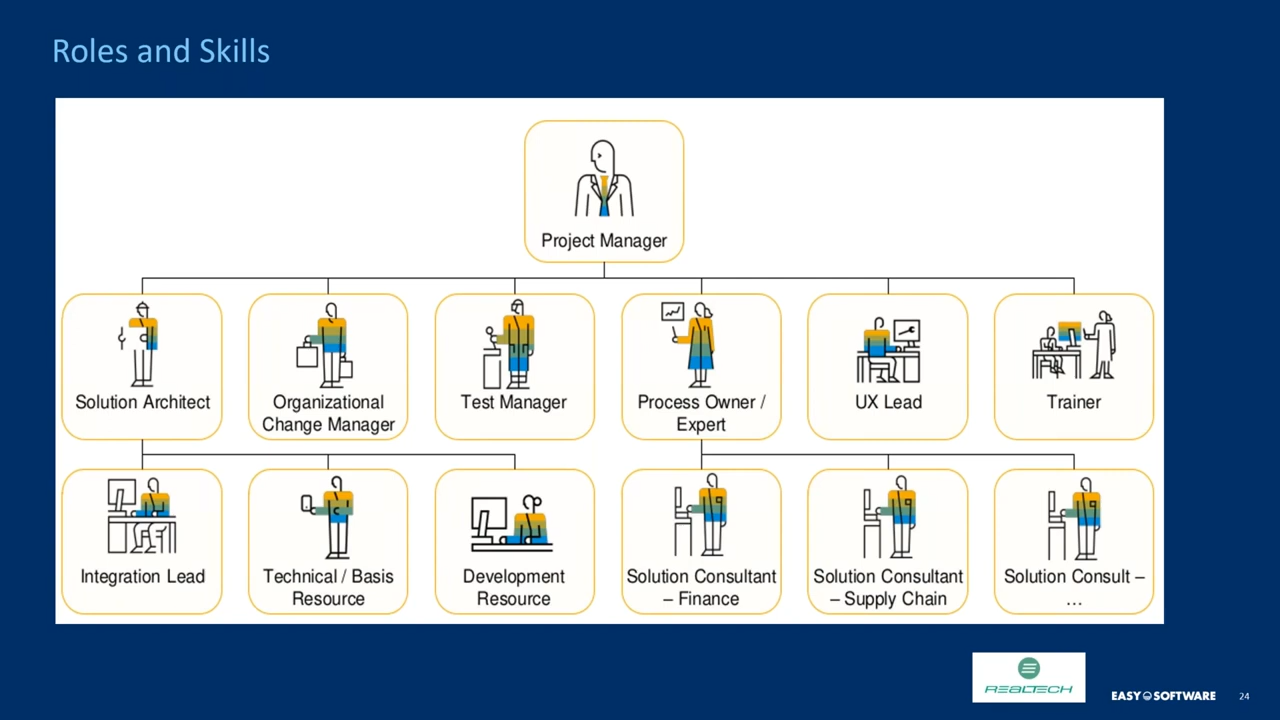 Roles and Skills
Project Manager
Solution Architect
Organizational
Change Manager
Test Manager
Process Owner /
Expert
UX Lead
Trainer
Integration Lead
Technical / Basis
Resource
Development
Resource
Solution Consultant
– Finance
Solution Consultant
– Supply Chain
Solution Consult –
…
REALTECH
EASY SOFTWARE
24